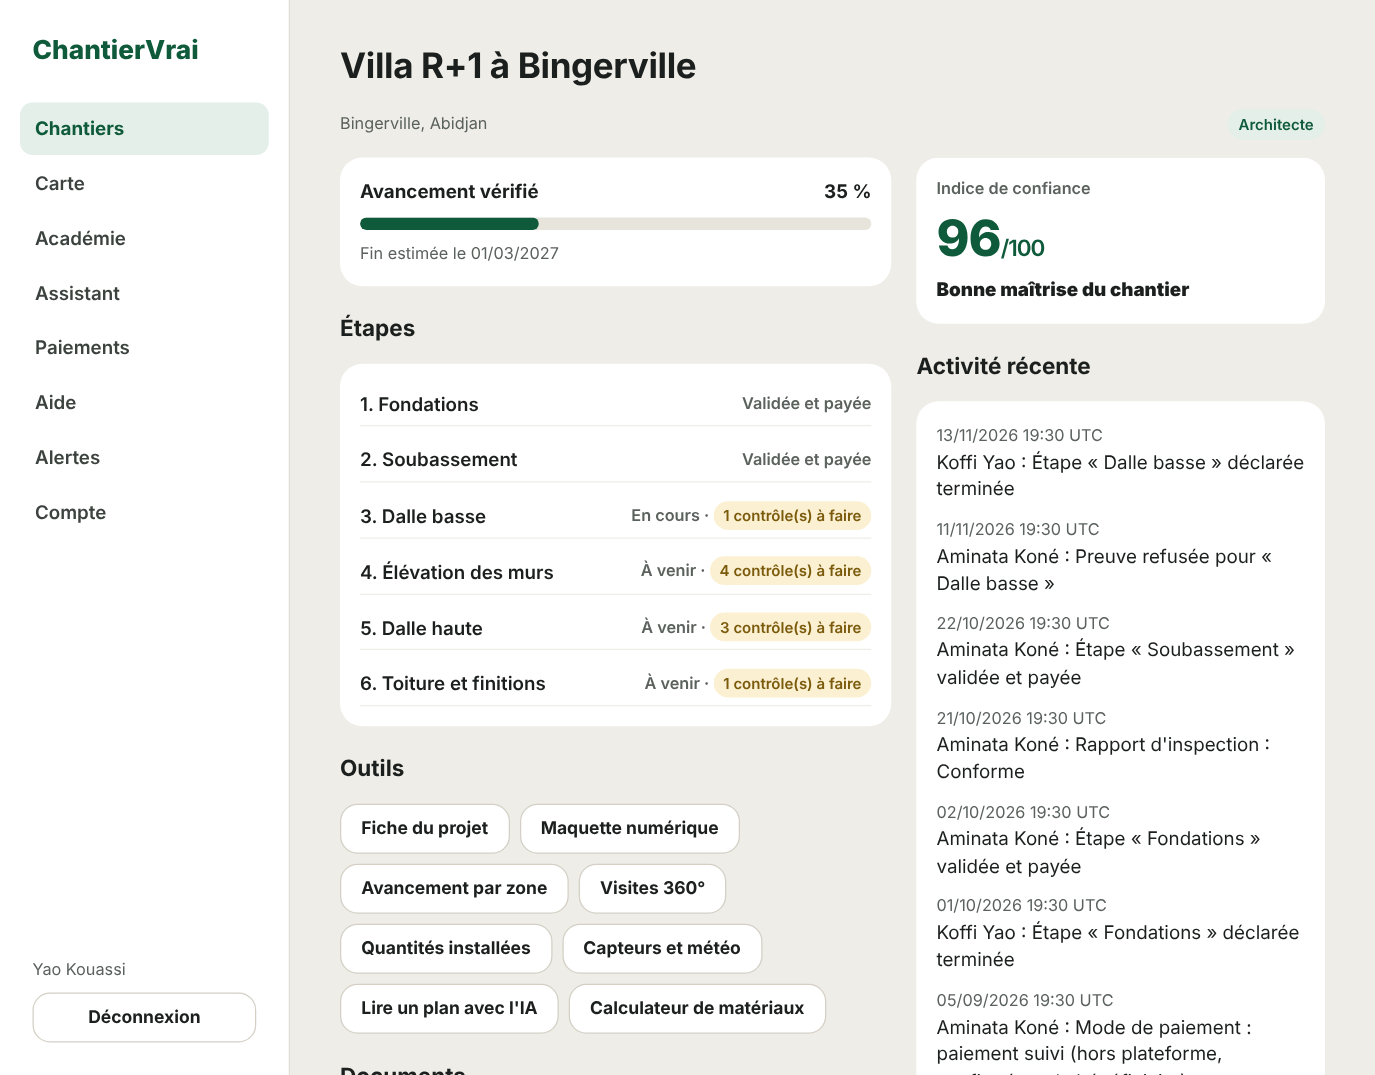 ChantierVrai
Chantiers
Carte
Académie
Assistant
Paiements
Aide
Alertes
Compte
Yao Kouassi
Déconnexion
Villa R+1 à Bingerville
Bingerville, Abidjan
Architecte
Avancement vérifié 35 %
Fin estimée le 01/03/2027
Étapes
1. Fondations Validée et payée
2. Soubassement Validée et payée
3. Dalle basse En cours · 1 contrôle(s) à faire
4. Élévation des murs À venir · 4 contrôle(s) à faire
5. Dalle haute À venir · 3 contrôle(s) à faire
6. Toiture et finitions À venir · 1 contrôle(s) à faire
Outils
Fiche du projet Maquette numérique
Avancement par zone Visites 360°
Quantités installées Capteurs et météo
Lire un plan avec l'IA Calculateur de matériaux
Indice de confiance
96/100
Bonne maîtrise du chantier
Activité récente
13/11/2026 19:30 UTC
Koffi Yao : Étape « Dalle basse » déclarée
terminée
11/11/2026 19:30 UTC
Aminata Koné : Preuve refusée pour «
Dalle basse »
22/10/2026 19:30 UTC
Aminata Koné : Étape « Soubassement »
validée et payée
21/10/2026 19:30 UTC
Aminata Koné : Rapport d'inspection :
Conforme
02/10/2026 19:30 UTC
Aminata Koné : Étape « Fondations »
validée et payée
01/10/2026 19:30 UTC
Koffi Yao : Étape « Fondations » déclarée
terminée
05/09/2026 19:30 UTC
Aminata Koné : Mode de paiement :
paiement suivi (hors plateforme,